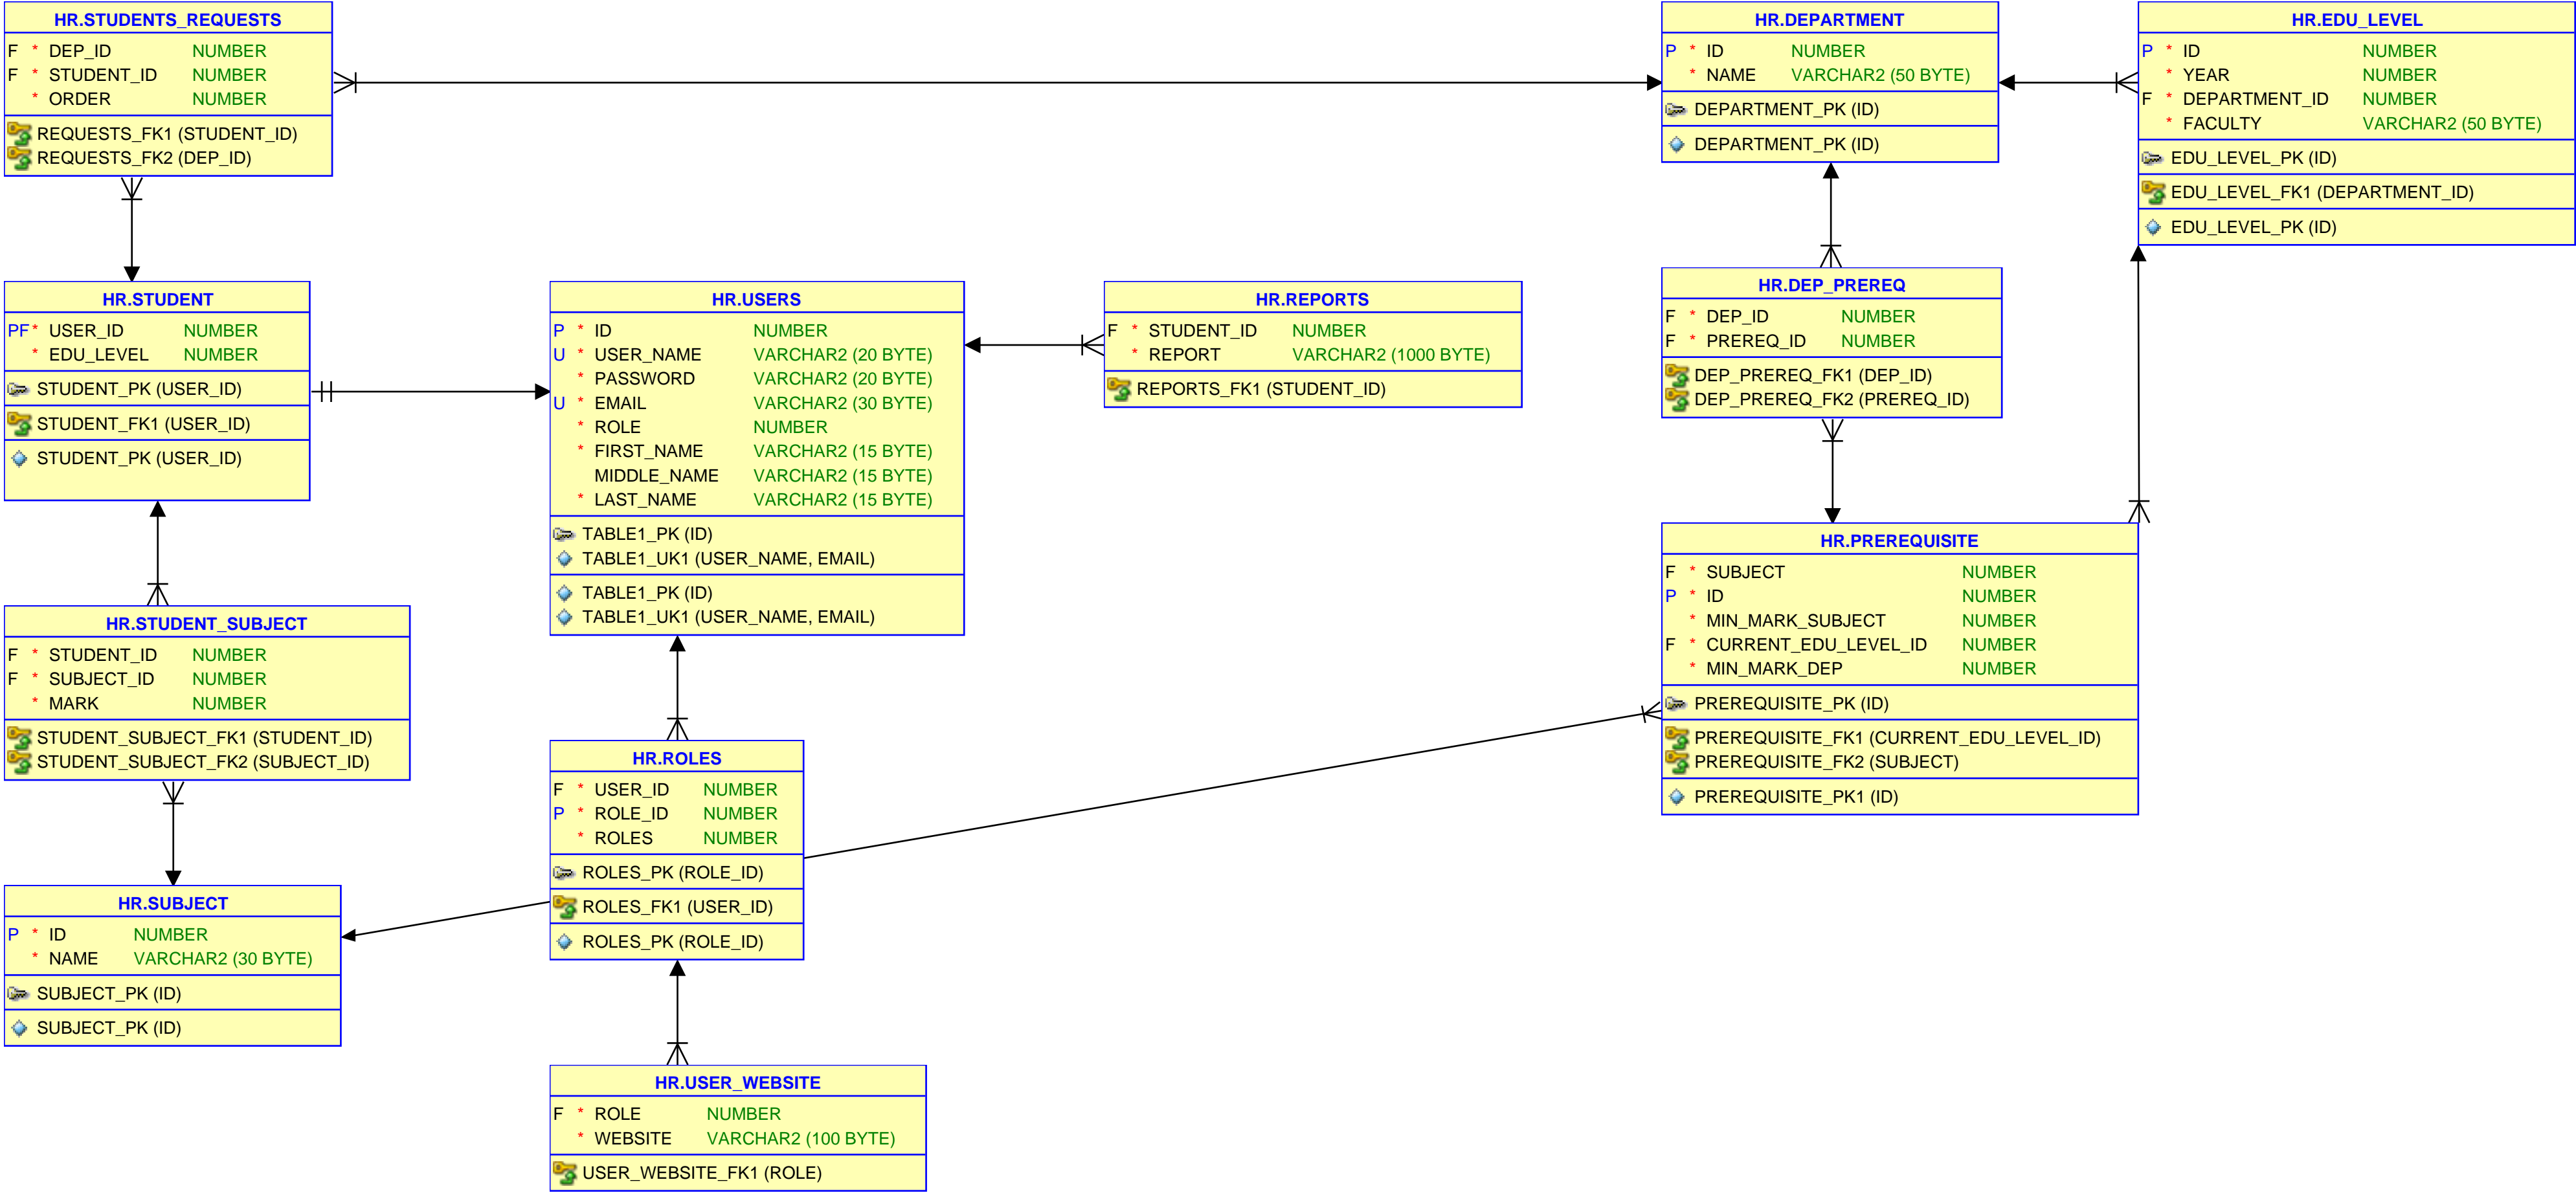 HR.STUDENTS_REQUESTS
F * DEP_ID NUMBER
F * STUDENT_ID NUMBER
* ORDER NUMBER
REQUESTS_FK1 (STUDENT_ID)
REQUESTS_FK2 (DEP_ID)
HR.DEPARTMENT
P * ID NUMBER
* NAME VARCHAR2 (50 BYTE)
DEPARTMENT_PK (ID)
DEPARTMENT_PK (ID)
HR.EDU_LEVEL
P * ID NUMBER
* YEAR NUMBER
F * DEPARTMENT_ID NUMBER
* FACULTY VARCHAR2 (50 BYTE)
EDU_LEVEL_PK (ID)
EDU_LEVEL_FK1 (DEPARTMENT_ID)
EDU_LEVEL_PK (ID)
HR.STUDENT
PF* USER_ID NUMBER
* EDU_LEVEL NUMBER
STUDENT_PK (USER_ID)
STUDENT_FK1 (USER_ID)
STUDENT_PK (USER_ID)
HR.USERS
P * ID NUMBER
U * USER_NAME VARCHAR2 (20 BYTE)
* PASSWORD VARCHAR2 (20 BYTE)
U * EMAIL VARCHAR2 (30 BYTE)
* ROLE NUMBER
* FIRST_NAME VARCHAR2 (15 BYTE)
MIDDLE_NAME VARCHAR2 (15 BYTE)
* LAST_NAME VARCHAR2 (15 BYTE)
TABLE1_PK (ID)
TABLE1_UK1 (USER_NAME, EMAIL)
TABLE1_PK (ID)
TABLE1_UK1 (USER_NAME, EMAIL)
HR.REPORTS
F * STUDENT_ID NUMBER
* REPORT VARCHAR2 (1000 BYTE)
REPORTS_FK1 (STUDENT_ID)
HR.DEP_PREREQ
F * DEP_ID NUMBER
F * PREREQ_ID NUMBER
DEP_PREREQ_FK1 (DEP_ID)
DEP_PREREQ_FK2 (PREREQ_ID)
HR.PREREQUISITE
F * SUBJECT NUMBER
P * ID NUMBER
* MIN_MARK_SUBJECT NUMBER
F * CURRENT_EDU_LEVEL_ID NUMBER
* MIN_MARK_DEP NUMBER
PREREQUISITE_PK (ID)
PREREQUISITE_FK1 (CURRENT_EDU_LEVEL_ID)
PREREQUISITE_FK2 (SUBJECT)
PREREQUISITE_PK1 (ID)
HR.STUDENT_SUBJECT
F * STUDENT_ID NUMBER
F * SUBJECT_ID NUMBER
* MARK NUMBER
STUDENT_SUBJECT_FK1 (STUDENT_ID)
STUDENT_SUBJECT_FK2 (SUBJECT_ID)
HR.ROLES
F * USER_ID NUMBER
P * ROLE_ID NUMBER
* ROLES NUMBER
ROLES_PK (ROLE_ID)
ROLES_FK1 (USER_ID)
ROLES_PK (ROLE_ID)
HR.SUBJECT
P * ID NUMBER
* NAME VARCHAR2 (30 BYTE)
SUBJECT_PK (ID)
SUBJECT_PK (ID)
HR.USER_WEBSITE
F * ROLE NUMBER
* WEBSITE VARCHAR2 (100 BYTE)
USER_WEBSITE_FK1 (ROLE)